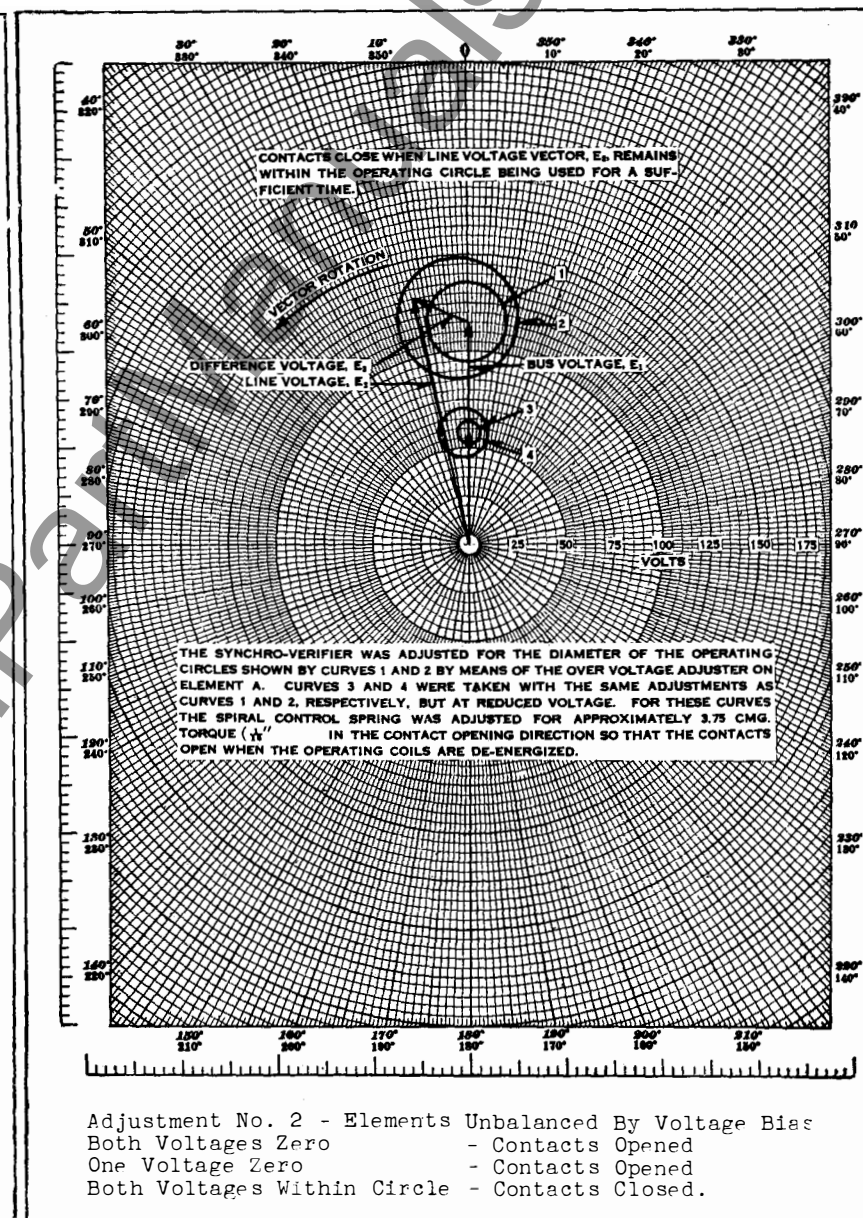 30° 20° 10° 0 350° 340° 330°
330° 340° 350° 10° 20° 30°
40°
320°
320°
40°
CONTACTS CLOSE WHEN LINE VOLTAGE VECTOR, E₂, REMAINS
WITHIN THE OPERATING CIRCLE BEING USED FOR A SUF-
FICIENT TIME.
50°
310°
310
50°
VECTOR ROTATION
1
2
60°
300°
300°
60°
DIFFERENCE VOLTAGE,
LINE VOLTAGE, E₂
BUS VOLTAGE, E₁
70°
290°
290°
70°
3
4
80°
280°
280°
80°
90°
270°
25 50 75 100 125 150 175
VOLTS
270°
90°
100°
260°
260°
100°
THE SYNCHRO-VERIFIER WAS ADJUSTED FOR THE DIAMETER OF THE OPERATING
CIRCLES SHOWN BY CURVES 1 AND 2 BY MEANS OF THE OVER VOLTAGE ADJUSTER ON
ELEMENT A. CURVES 3 AND 4 WERE TAKEN WITH THE SAME ADJUSTMENTS AS
CURVES 1 AND 2, RESPECTIVELY, BUT AT REDUCED VOLTAGE. FOR THESE CURVES
THE SPIRAL CONTROL SPRING WAS ADJUSTED FOR APPROXIMATELY 3.75 CMG.
TORQUE ( IN THE CONTACT OPENING DIRECTION SO THAT THE CONTACTS
OPEN WHEN THE OPERATING COILS ARE DE-ENERGIZED.
110°
250°
250°
110°
240°
240°
120°
130°
230°
140°
220°
140°
150° 160° 170° 180° 190° 200° 210°
210° 200° 190° 180° 170° 160° 150°
Adjustment No. 2 - Elements Unbalanced By Voltage Bias
Both Voltages Zero - Contacts Opened
One Voltage Zero - Contacts Opened
Both Voltages Within Circle - Contacts Closed.